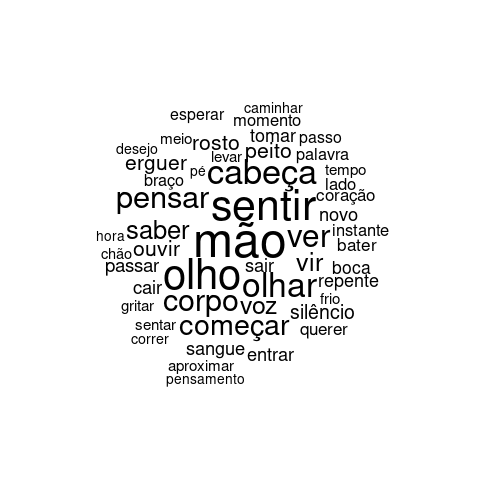 caminhar
esperar momento
meio rosto tomar passo
desejo levar peito palavra
erguer pé cabeça tempo
braço lado
pensar sentir coração
saber novo
hora mão ver instante
chão ouvir bater
passar olho sair vir boca
cair olhar repente
gritar corpo voz frio
sentar começar silêncio
correr querer
sangue entrar
aproximar
pensamento